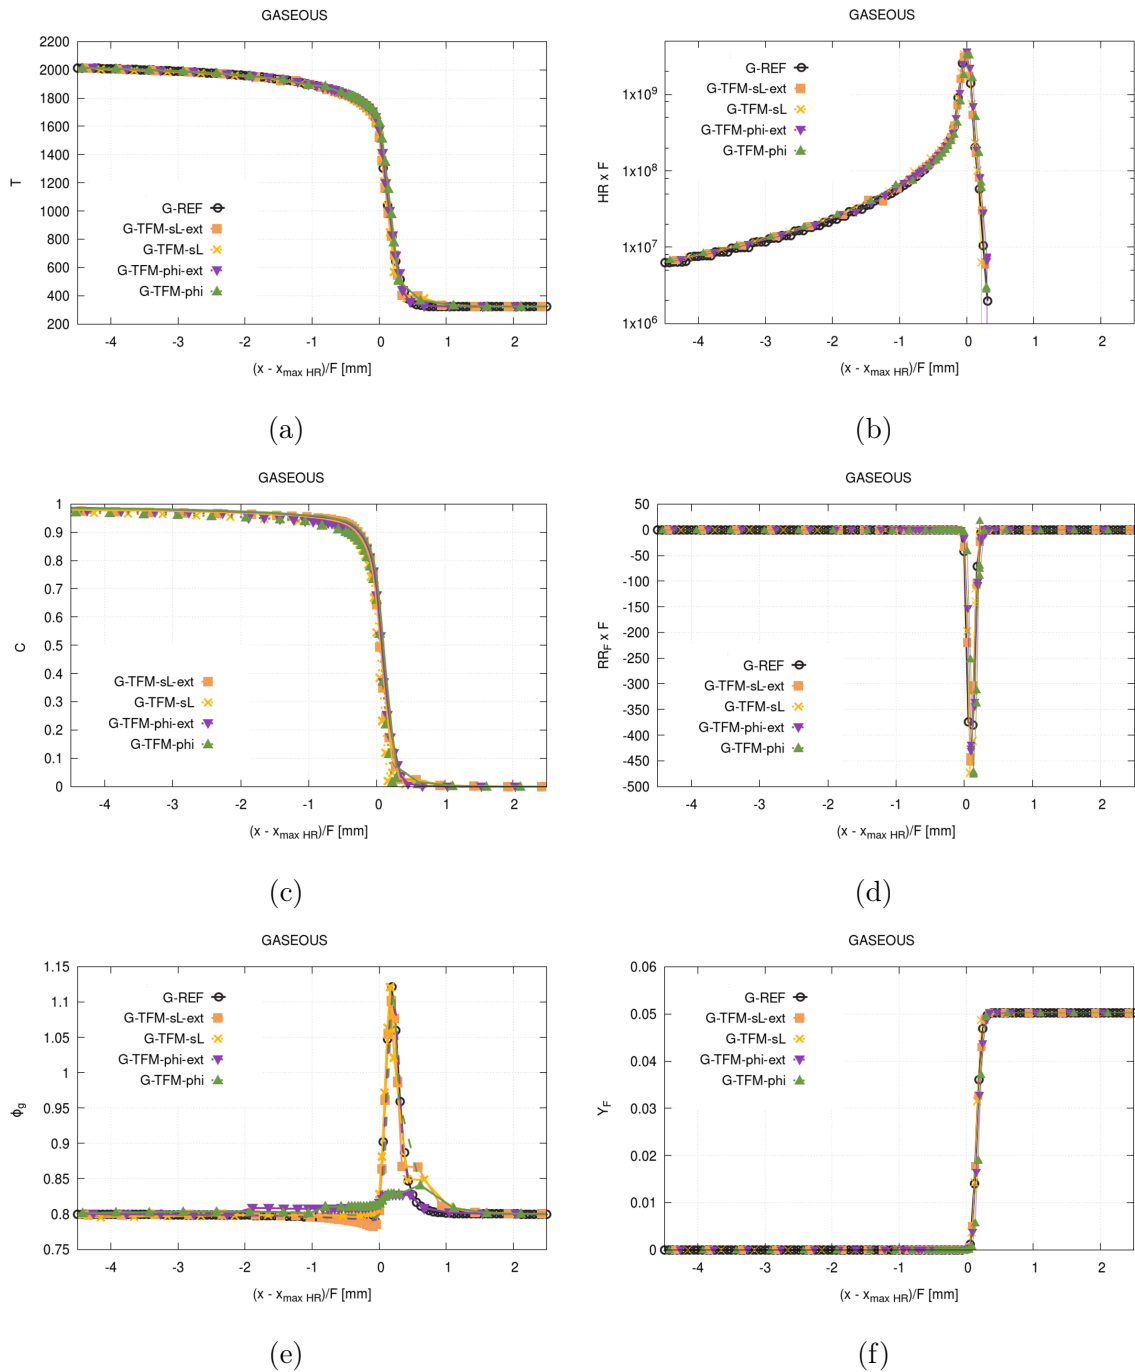 GASEOUS
2200
2000
1800
1600
1400
1200
1000
800
600
400
200
T
G-REF
G-TFM-sL-ext
G-TFM-sL
G-TFM-phi-ext
G-TFM-phi
-4 -3 -2 -1 0 1 2
(x - x_max HR)/F [mm]
(a)
GASEOUS
1x10^9
1x10^8
1x10^7
1x10^6
HR x F
G-REF
G-TFM-sL-ext
G-TFM-sL
G-TFM-phi-ext
G-TFM-phi
-4 -3 -2 -1 0 1 2
(x - x_max HR)/F [mm]
(b)
GASEOUS
1
0.9
0.8
0.7
0.6
0.5
0.4
0.3
0.2
0.1
0
C
G-TFM-sL-ext
G-TFM-sL
G-TFM-phi-ext
G-TFM-phi
-4 -3 -2 -1 0 1 2
(x - x_max HR)/F [mm]
(c)
GASEOUS
50
0
-50
-100
-150
-200
-250
-300
-350
-400
-450
-500
RR_F x F
G-REF
G-TFM-sL-ext
G-TFM-sL
G-TFM-phi-ext
G-TFM-phi
-4 -3 -2 -1 0 1 2
(x - x_max HR)/F [mm]
(d)
GASEOUS
1.15
1.1
1.05
1
0.95
0.9
0.85
0.8
0.75
ϕ_g
G-REF
G-TFM-sL-ext
G-TFM-sL
G-TFM-phi-ext
G-TFM-phi
-4 -3 -2 -1 0 1 2
(x - x_max HR)/F [mm]
(e)
GASEOUS
0.06
0.05
0.04
0.03
0.02
0.01
0
Y_F
G-REF
G-TFM-sL-ext
G-TFM-sL
G-TFM-phi-ext
G-TFM-phi
-4 -3 -2 -1 0 1 2
(x - x_max HR)/F [mm]
(f)